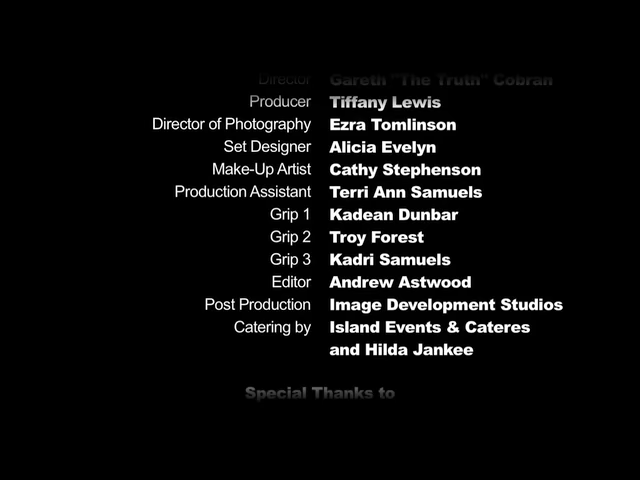 Director Gareth "The Truth" Cobran
Producer Tiffany Lewis
Director of Photography Ezra Tomlinson
Set Designer Alicia Evelyn
Make-Up Artist Cathy Stephenson
Production Assistant Terri Ann Samuels
Grip 1 Kadean Dunbar
Grip 2 Troy Forest
Grip 3 Kadri Samuels
Editor Andrew Astwood
Post Production Image Development Studios
Catering by Island Events & Cateres
and Hilda Jankee
Special Thanks to